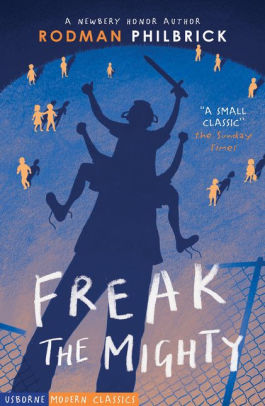 A NEWBERY HONOR AUTHOR
RODMAN PHILBRICK
"A SMALL
CLASSIC"
the Sunday
Times
FREAK
THE MIGHTY
USBORNE MODERN CLASSICS